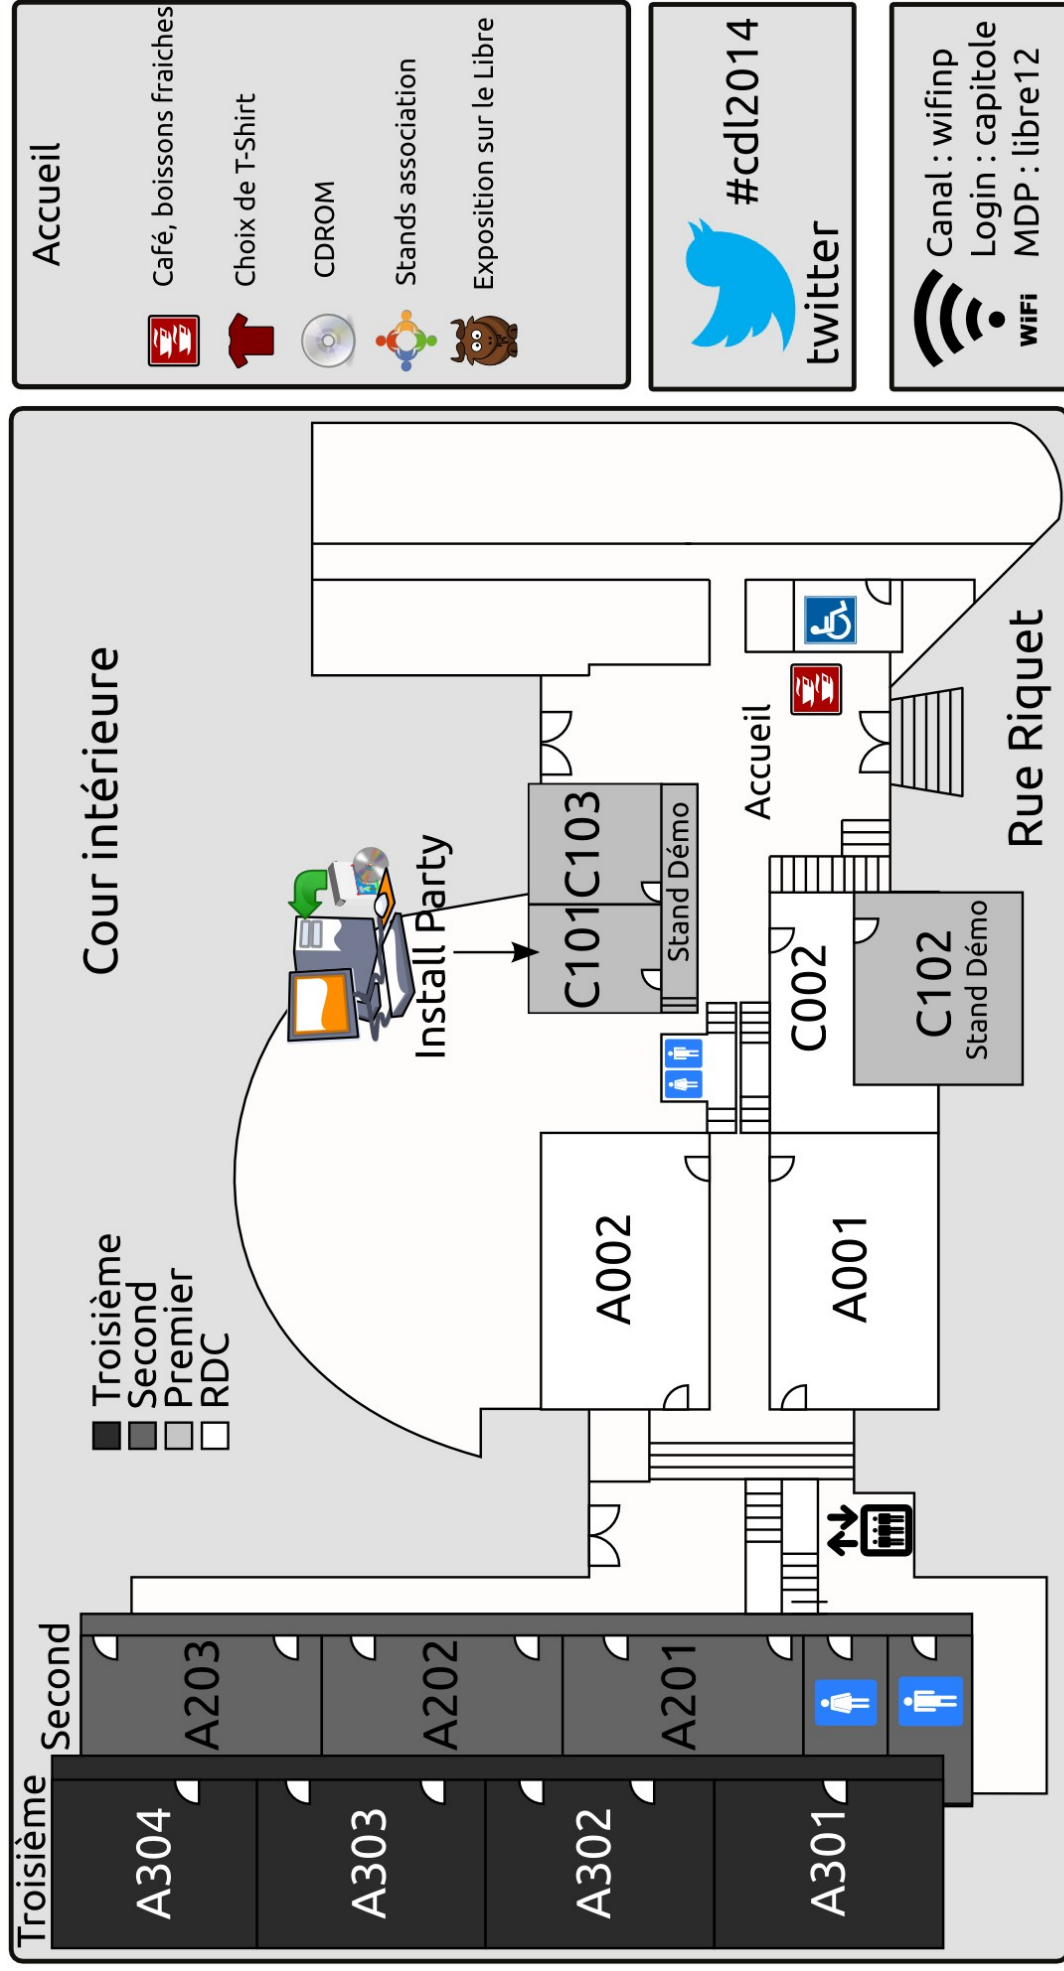 Troisième
Second
A304
A303
A302
A301
A203
A202
A201
Troisième
Second
Premier
RDC
Cour intérieure
Install Party
A002
A001
C101
C103
Stand Démo
C002
C102
Stand Démo
Accueil
Rue Riquet
Accueil
Café, boissons fraiches
Choix de T-Shirt
CDROM
Stands association
Exposition sur le Libre
#cdl2014
twitter
Canal : wifinp
Login : capitole
MDP : libre12
WiFi